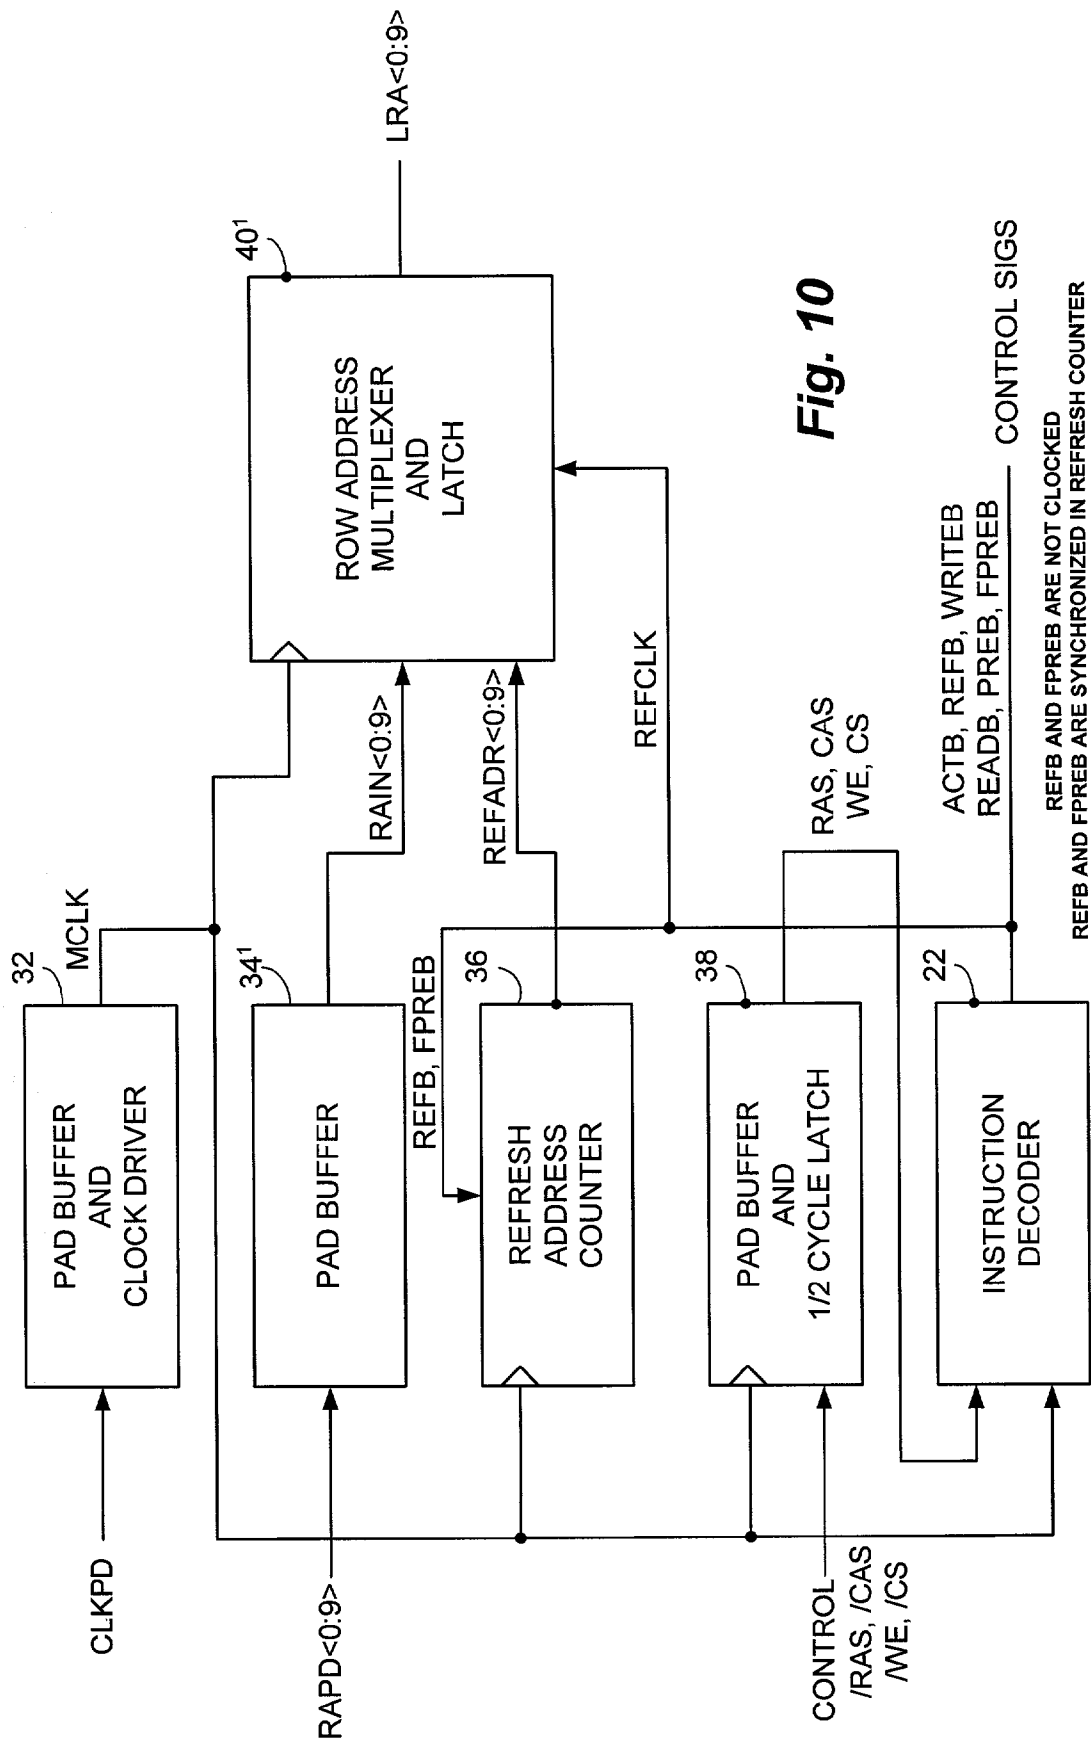 CLKPD
PAD BUFFER
AND
CLOCK DRIVER
32
MCLK
RAPD<0:9>
PAD BUFFER
34¹
RAIN<0:9>
REFB, FPREB
REFRESH
ADDRESS
COUNTER
36
REFADR<0:9>
ROW ADDRESS
MULTIPLEXER
AND
LATCH
40¹
LRA<0:9>
REFCLK
CONTROL
/RAS, /CAS
/WE, /CS
PAD BUFFER
AND
1/2 CYCLE LATCH
38
RAS, CAS
WE, CS
INSTRUCTION
DECODER
22
ACTB, REFB, WRITEB
READB, PREB, FPREB
CONTROL SIGS
REFB AND FPREB ARE NOT CLOCKED
REFB AND FPREB ARE SYNCHRONIZED IN REFRESH COUNTER
Fig. 10